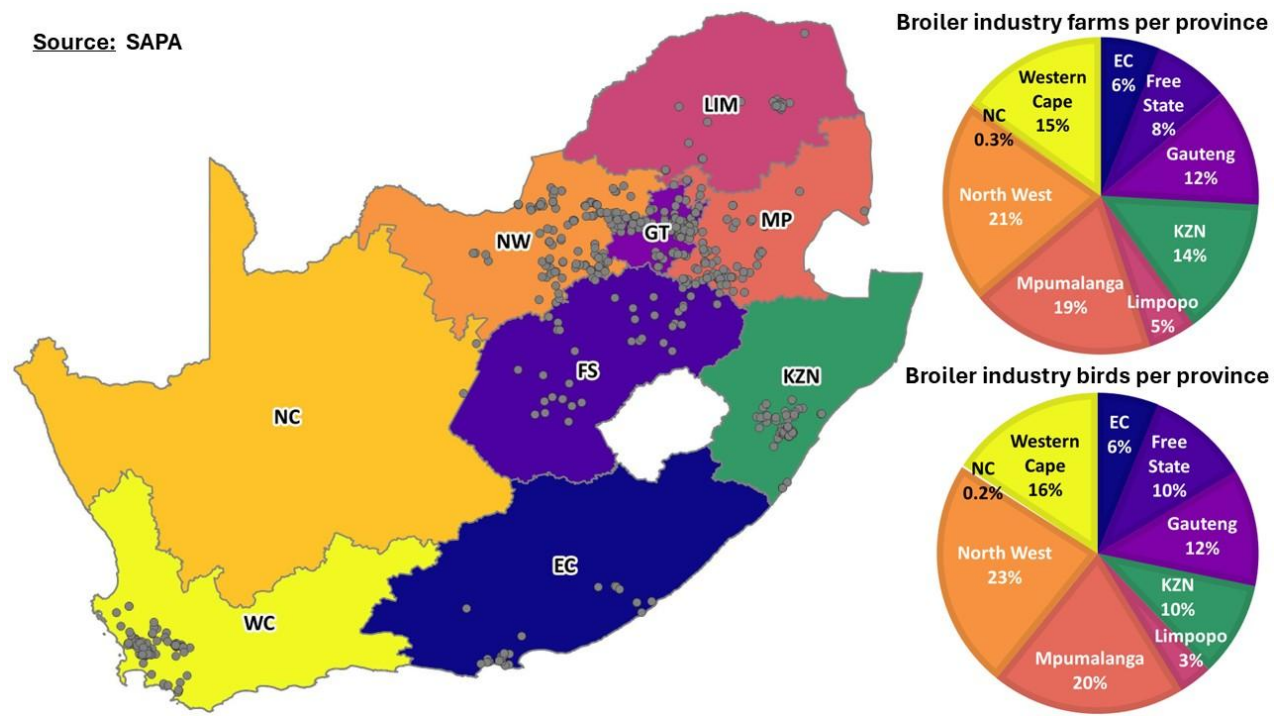 Source: SAPA
LIM
MP
GT
NW
FS
KZN
NC
EC
WC
Broiler industry farms per province
EC
6%
Free
State
8%
Gauteng
12%
KZN
14%
Limpopo
5%
Mpumalanga
19%
North West
21%
NC
0.3%
Western
Cape
15%
Broiler industry birds per province
EC
6%
Free
State
10%
Gauteng
12%
KZN
10%
Limpopo
3%
Mpumalanga
20%
North West
23%
NC
0.2%
Western
Cape
16%